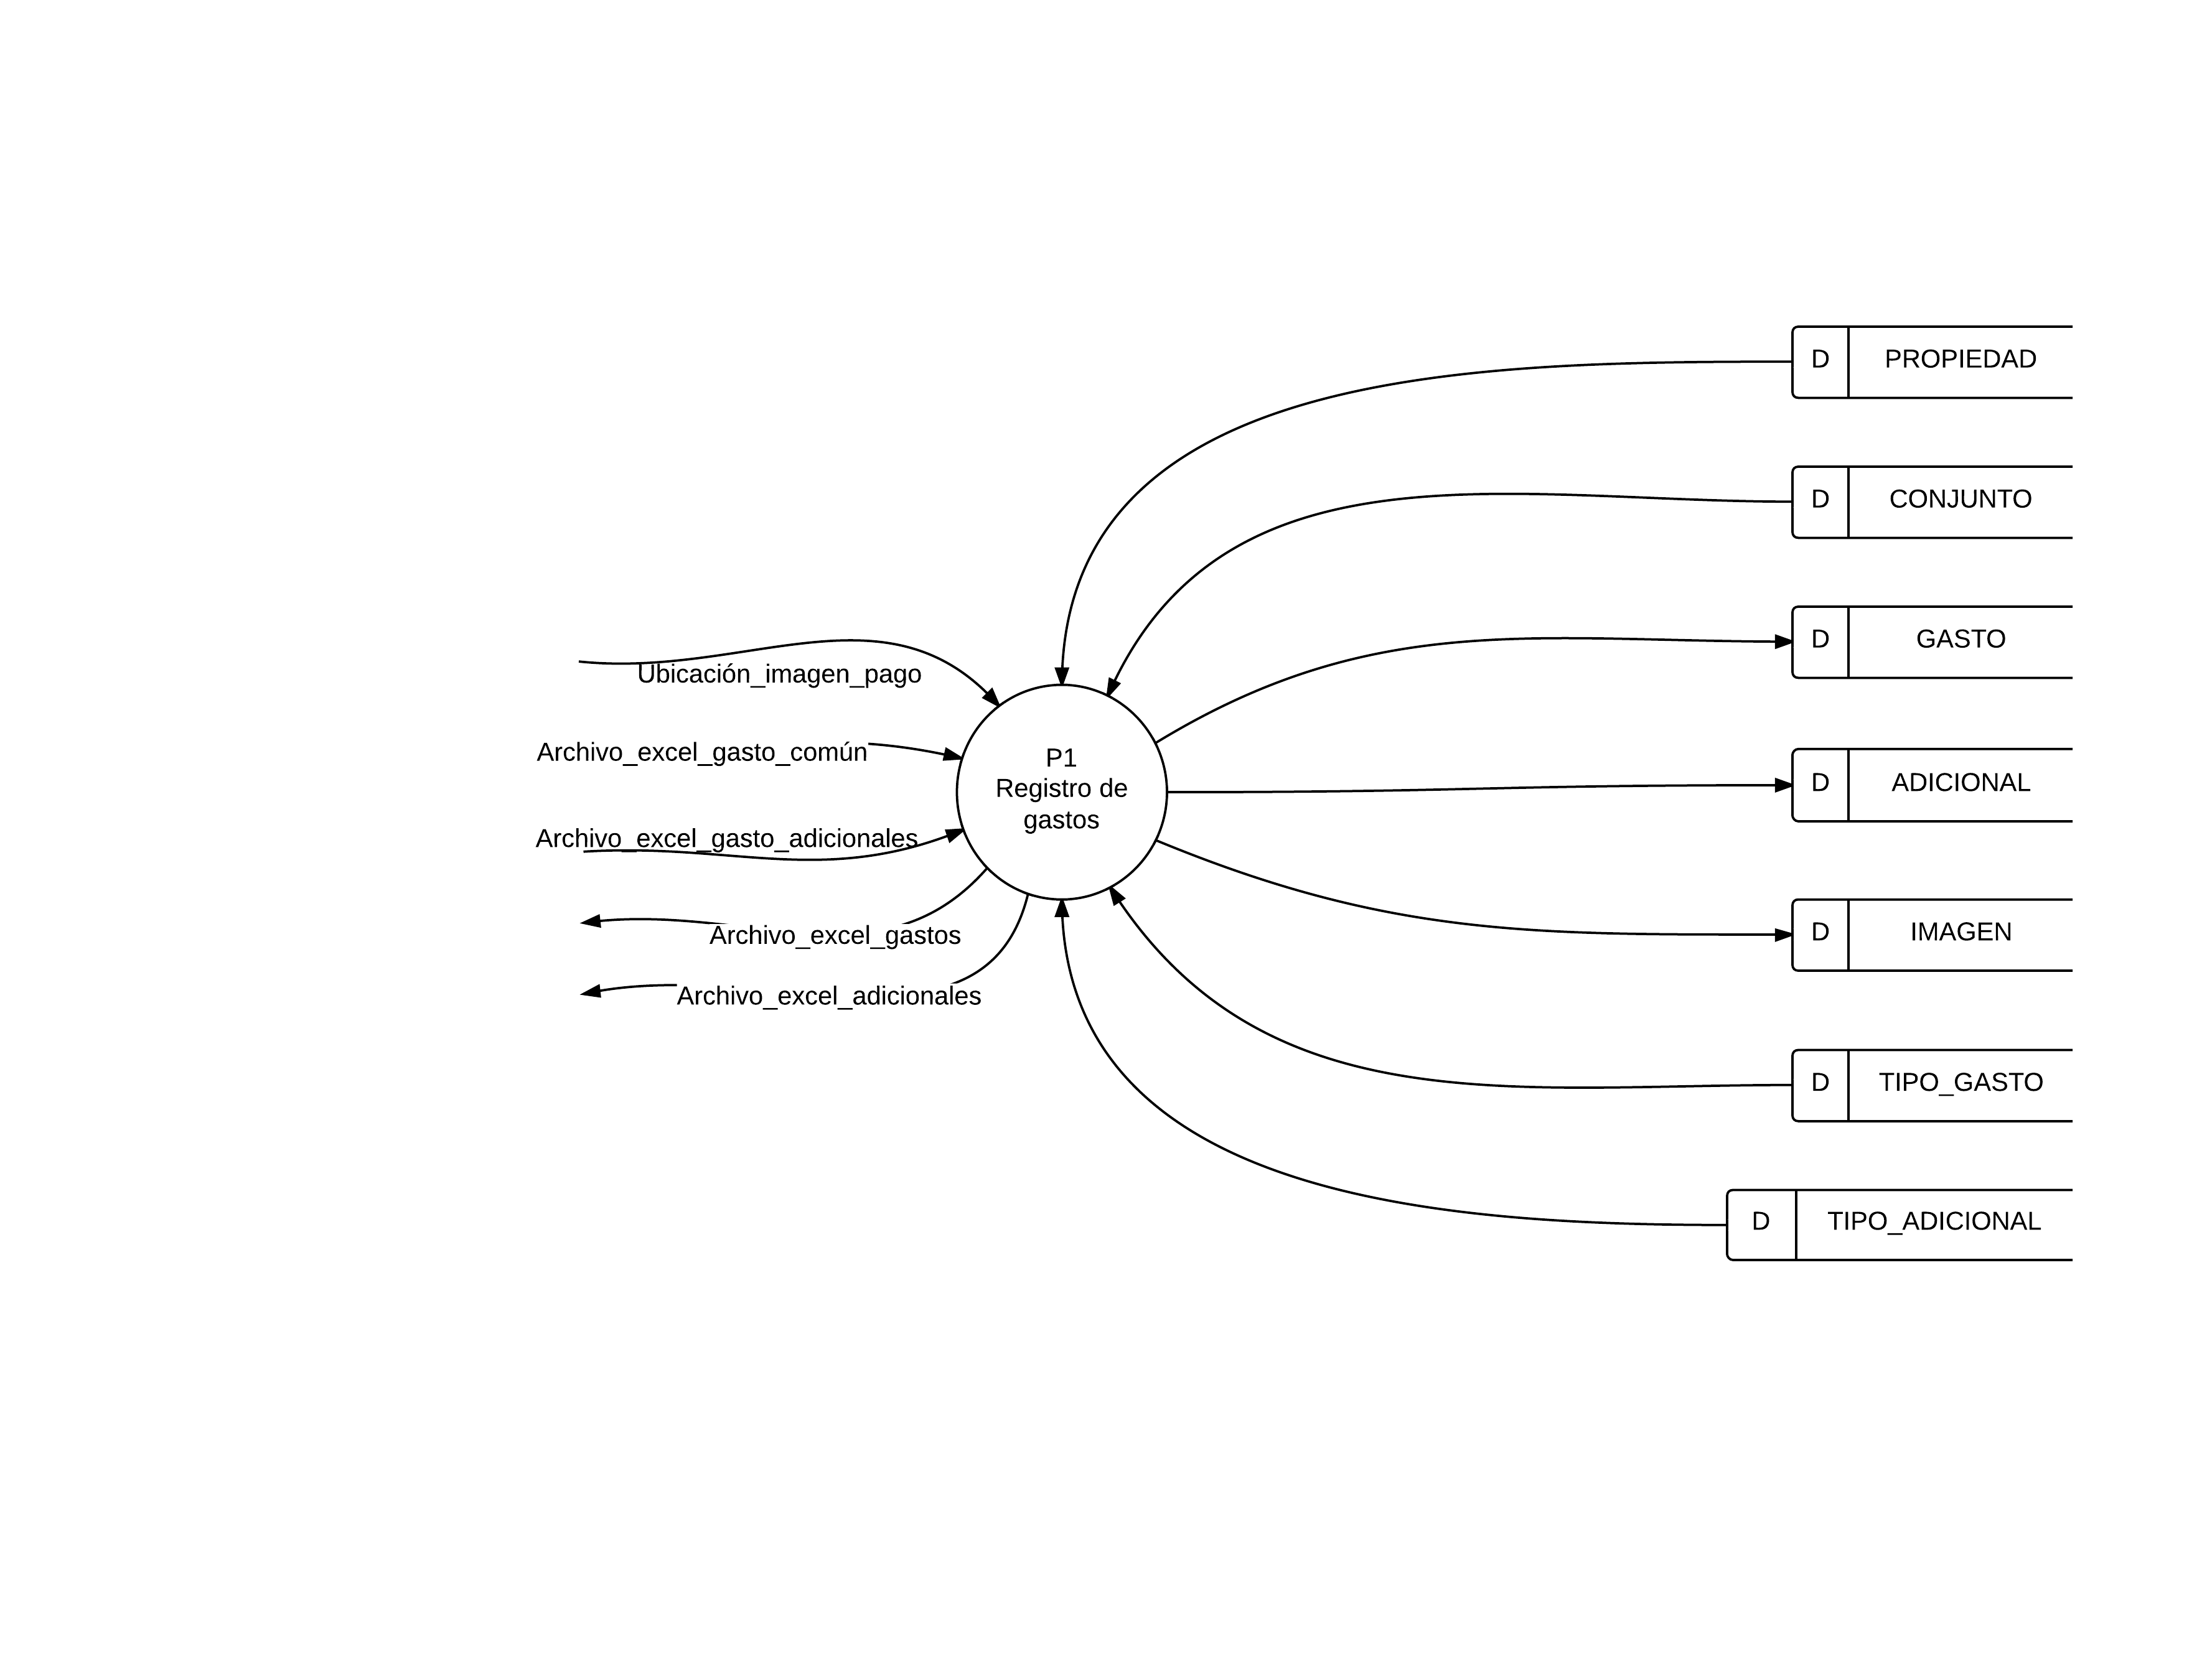 D PROPIEDAD
D CONJUNTO
D GASTO
Ubicación_imagen_pago
Archivo_excel_gasto_común
P1
Registro de
gastos
D ADICIONAL
Archivo_excel_gasto_adicionales
Archivo_excel_gastos
D IMAGEN
Archivo_excel_adicionales
D TIPO_GASTO
D TIPO_ADICIONAL